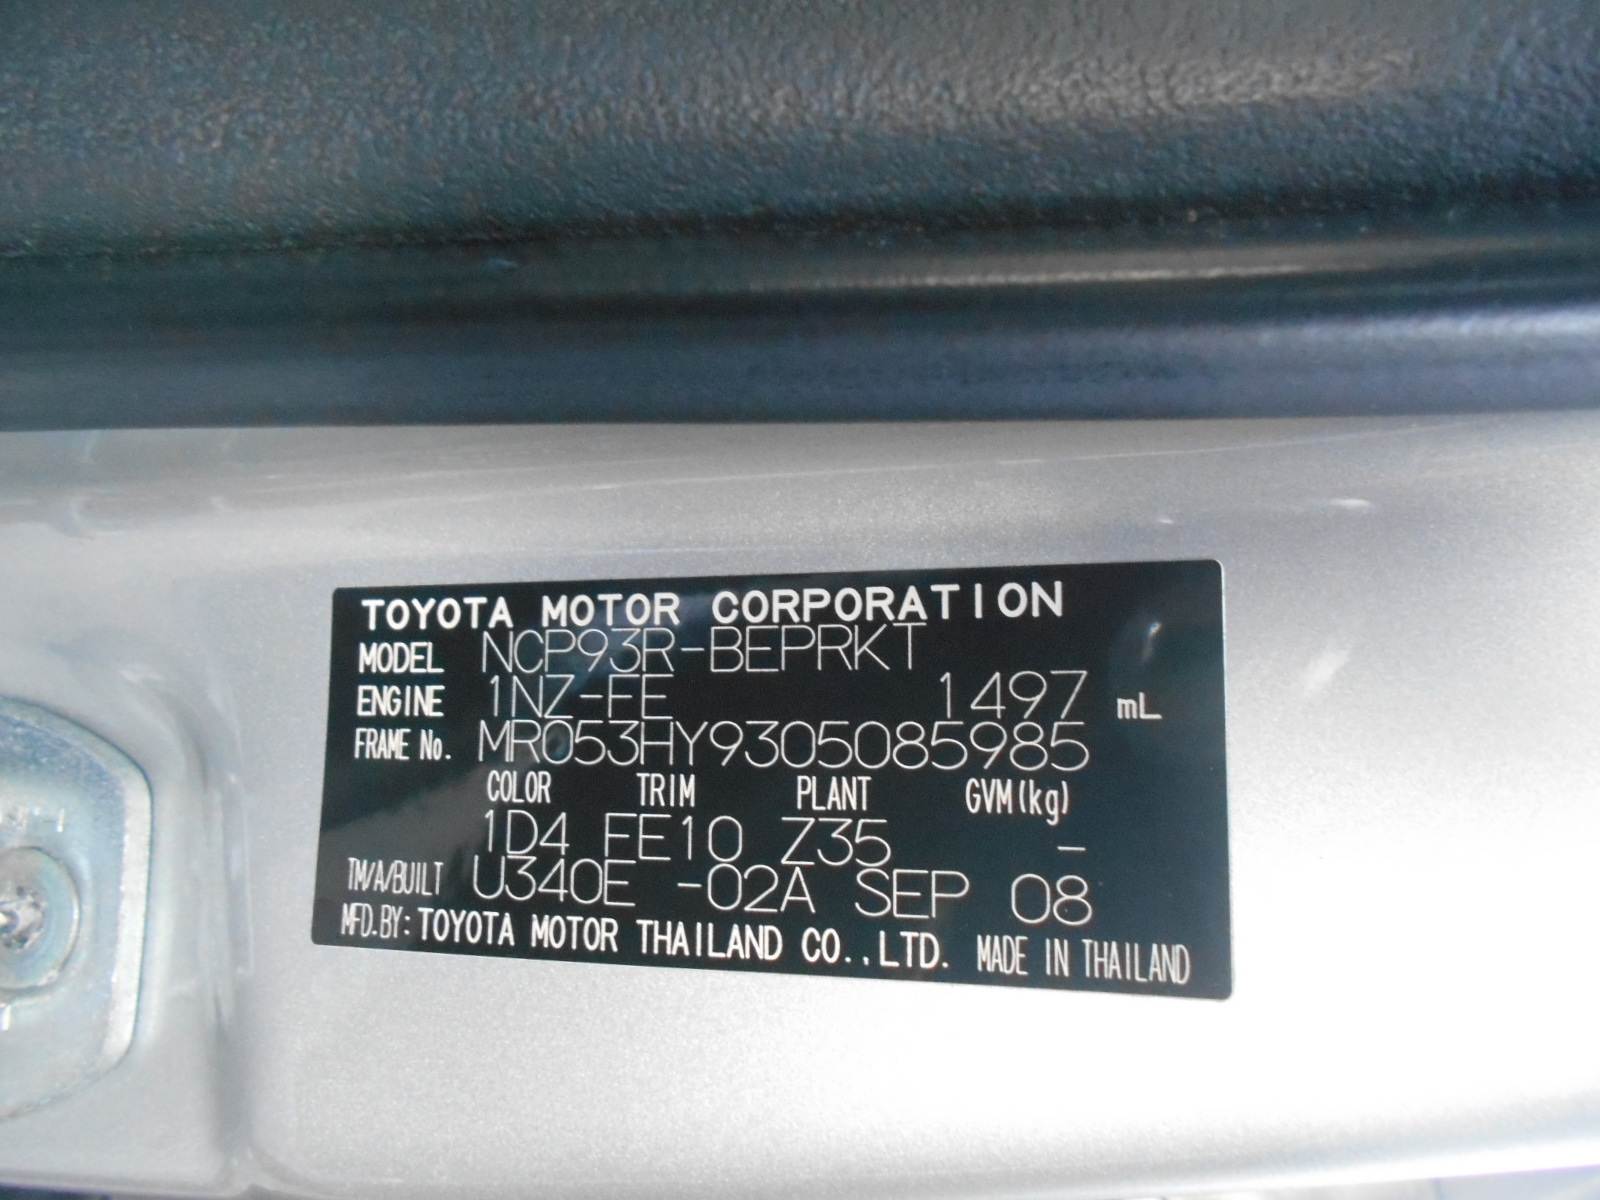 TOYOTA MOTOR CORPORATION
MODEL NCP93R-BEPRKT
ENGINE 1NZ-FE 1497 mL
FRAME No. MR053HY9305085985
COLOR TRIM PLANT GVM(kg)
1D4 FE10 Z35 -
TM/A/BUILT U340E -02A SEP 08
MFD.BY: TOYOTA MOTOR THAILAND CO.,LTD. MADE IN THAILAND